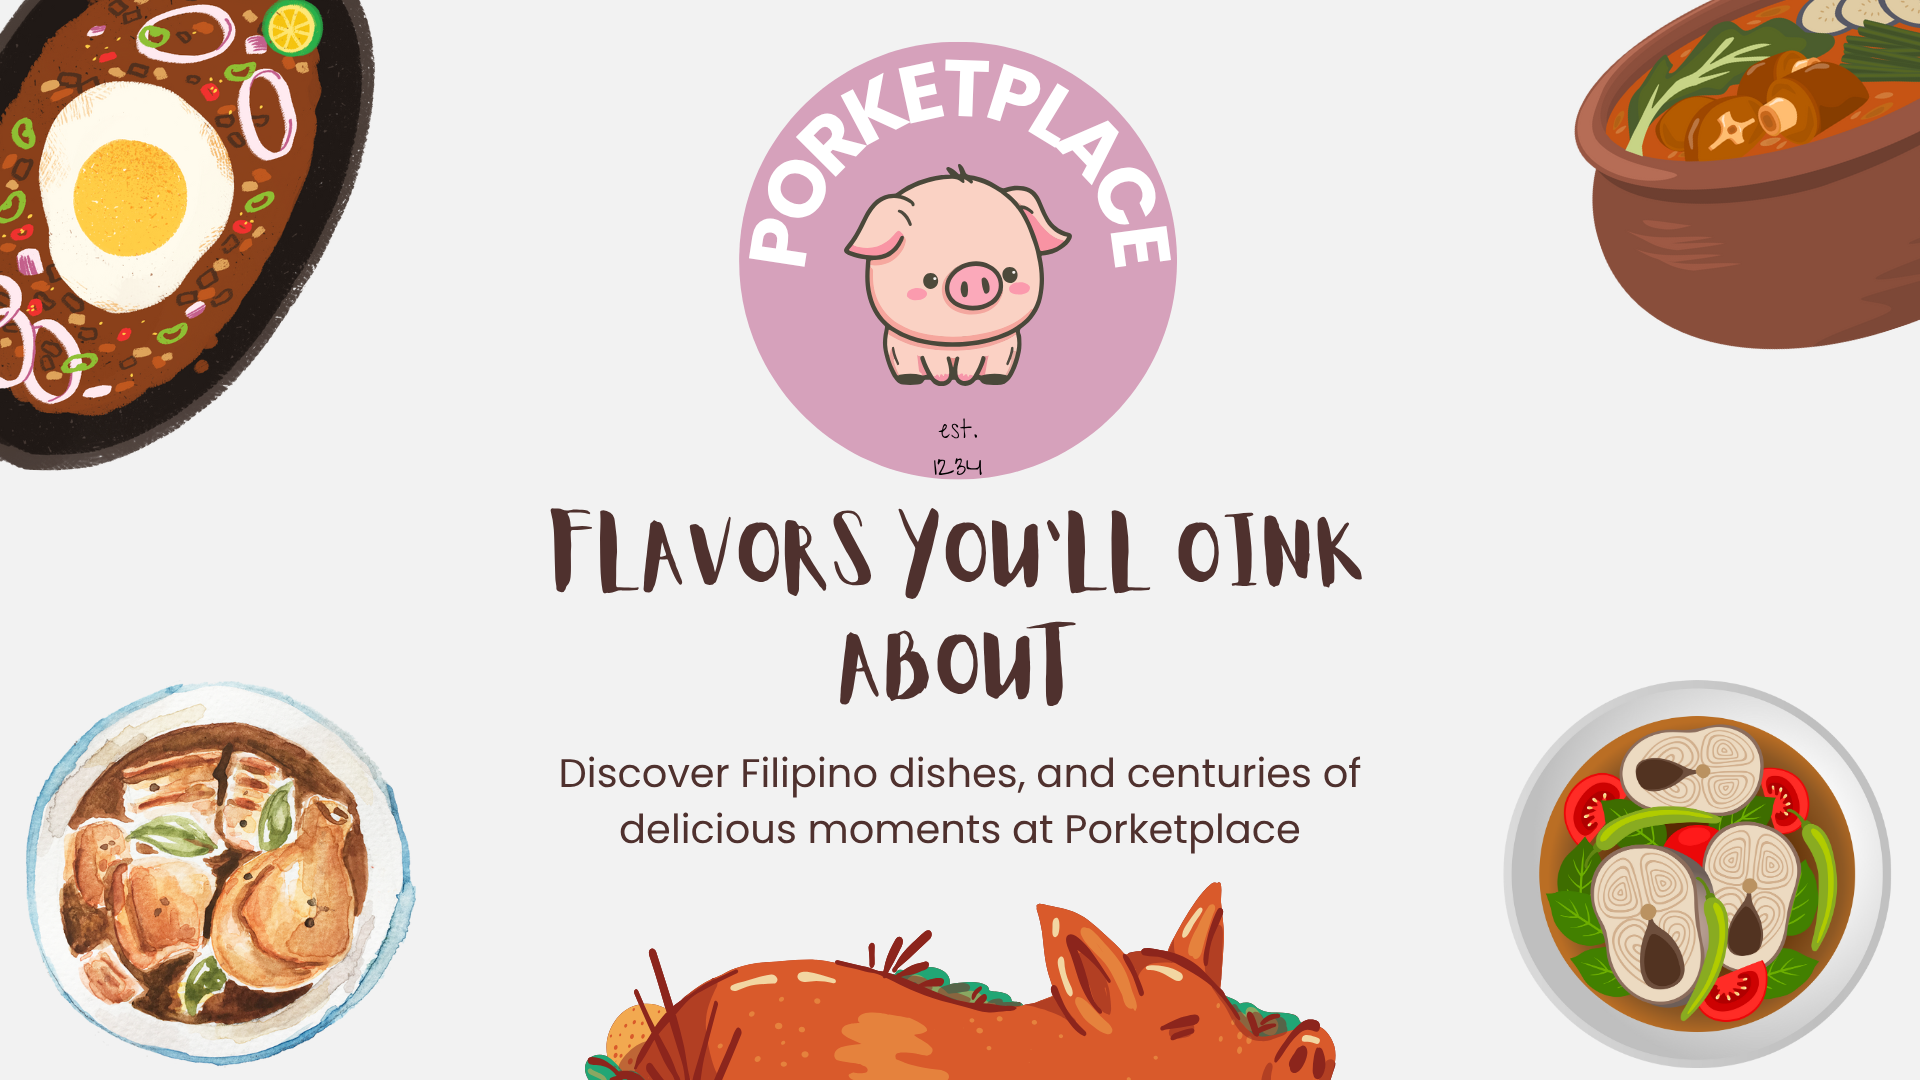 PORKETPLACE
est.
1234
FLAVORS YOU'LL OINK
ABOUT
Discover Filipino dishes, and centuries of
delicious moments at Porketplace